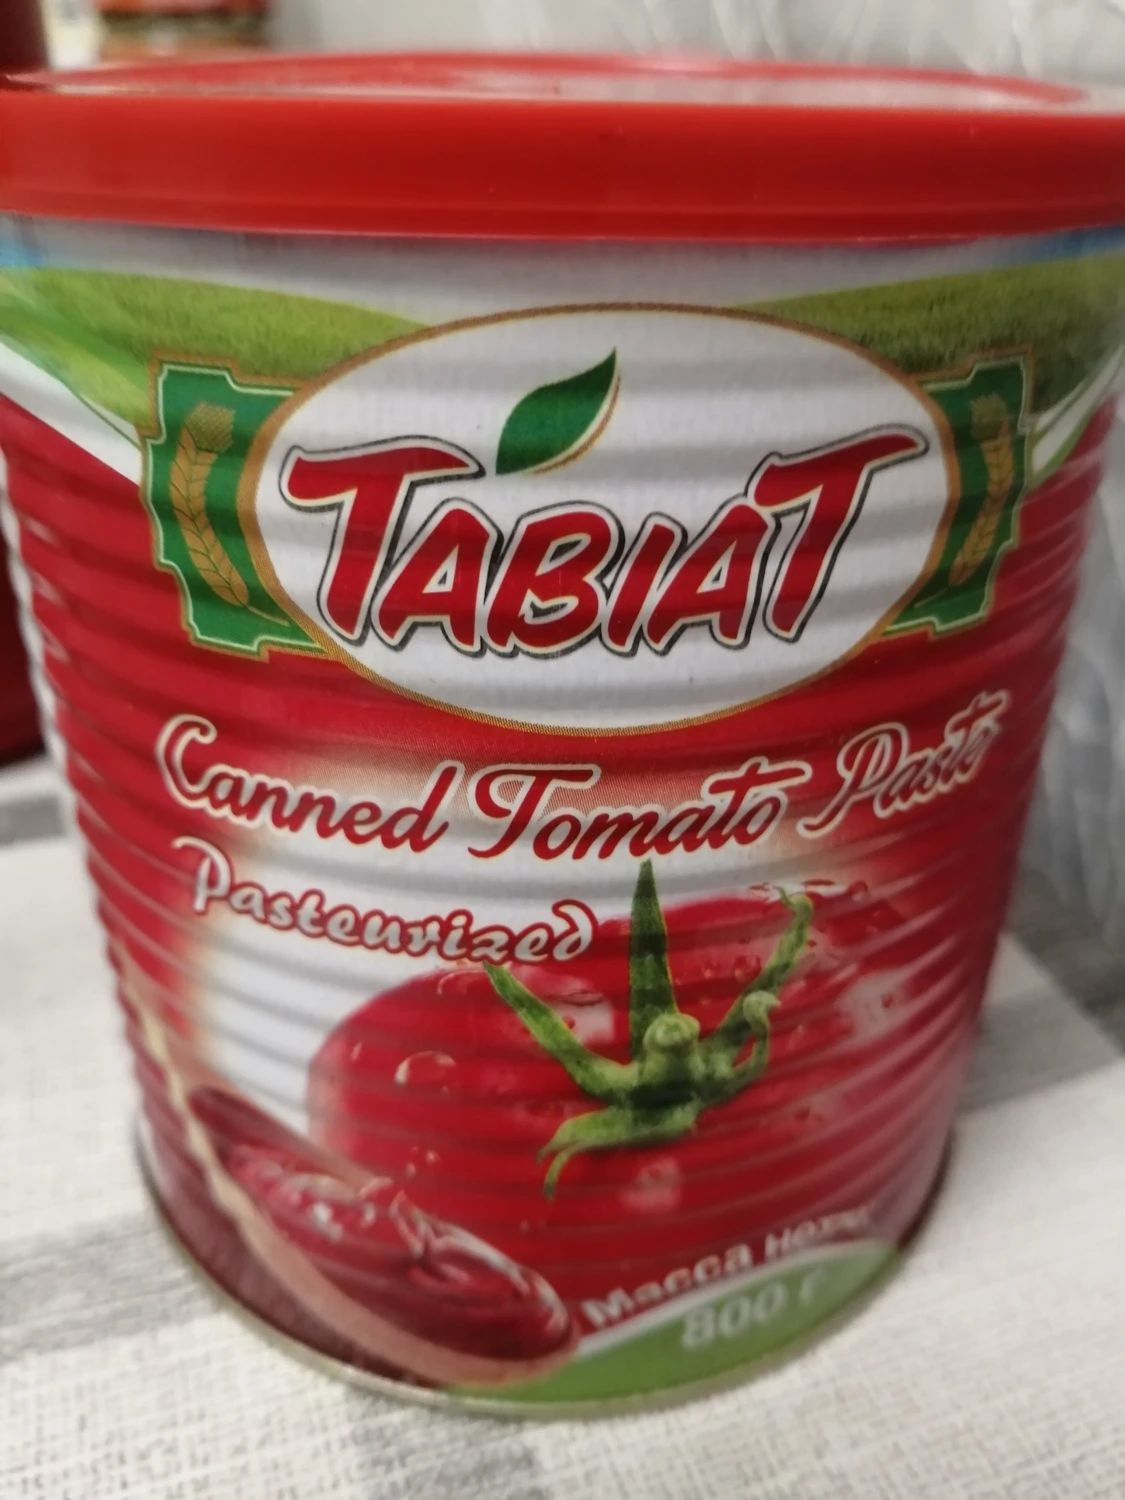 TABIAT
Canned Tomato Paste
Pasteurized
Масса нетто
800 г